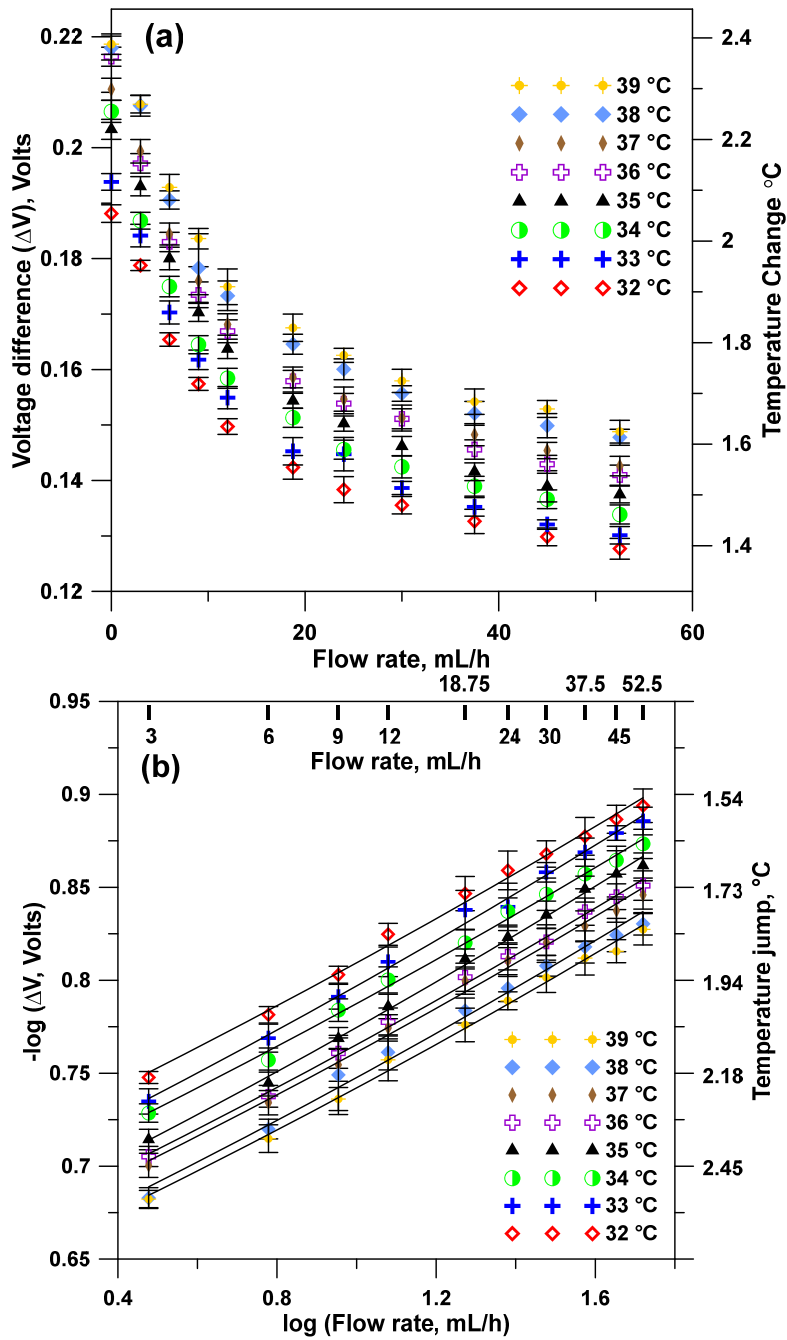 (a)
0.22
0.2
0.18
0.16
0.14
0.12
Voltage difference (ΔV), Volts
2.4
2.2
2
1.8
1.6
1.4
Temperature Change °C
39 °C
38 °C
37 °C
36 °C
35 °C
34 °C
33 °C
32 °C
0 20 40 60
Flow rate, mL/h
18.75 37.5 52.5
3 6 9 12 24 30 45
Flow rate, mL/h
(b)
0.95
0.9
0.85
0.8
0.75
0.7
0.65
-log (ΔV, Volts)
1.54
1.73
1.94
2.18
2.45
Temperature jump, °C
39 °C
38 °C
37 °C
36 °C
35 °C
34 °C
33 °C
32 °C
0.4 0.8 1.2 1.6
log (Flow rate, mL/h)